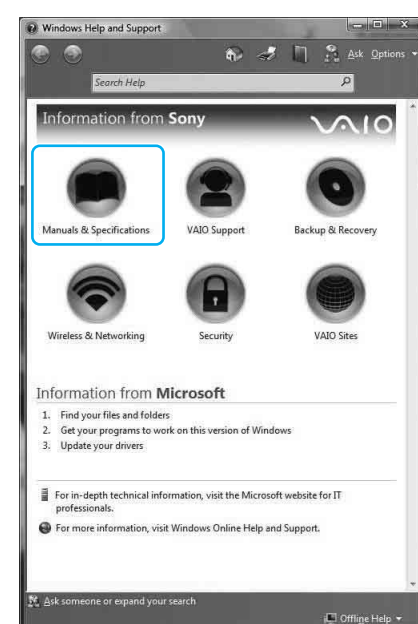 Windows Help and Support
Ask Options
Search Help
Information from Sony
VAIO
Manuals & Specifications
VAIO Support
Backup & Recovery
Wireless & Networking
Security
VAIO Sites
Information from Microsoft
1. Find your files and folders
2. Get your programs to work on this version of Windows
3. Update your drivers
For in-depth technical information, visit the Microsoft website for IT
professionals.
For more information, visit Windows Online Help and Support.
Ask someone or expand your search
Offline Help